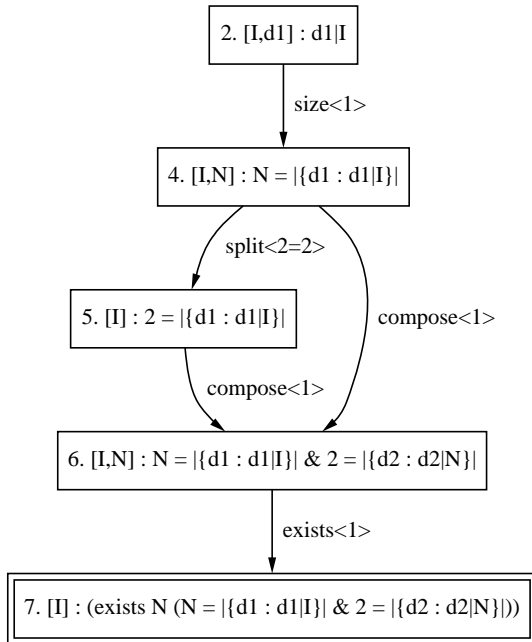 2. [I,d1] : d1|I
size<1>
4. [I,N] : N = |{d1 : d1|I}|
split<2=2>
5. [I] : 2 = |{d1 : d1|I}|
compose<1>
compose<1>
6. [I,N] : N = |{d1 : d1|I}| & 2 = |{d2 : d2|N}|
exists<1>
7. [I] : (exists N (N = |{d1 : d1|I}| & 2 = |{d2 : d2|N}|))